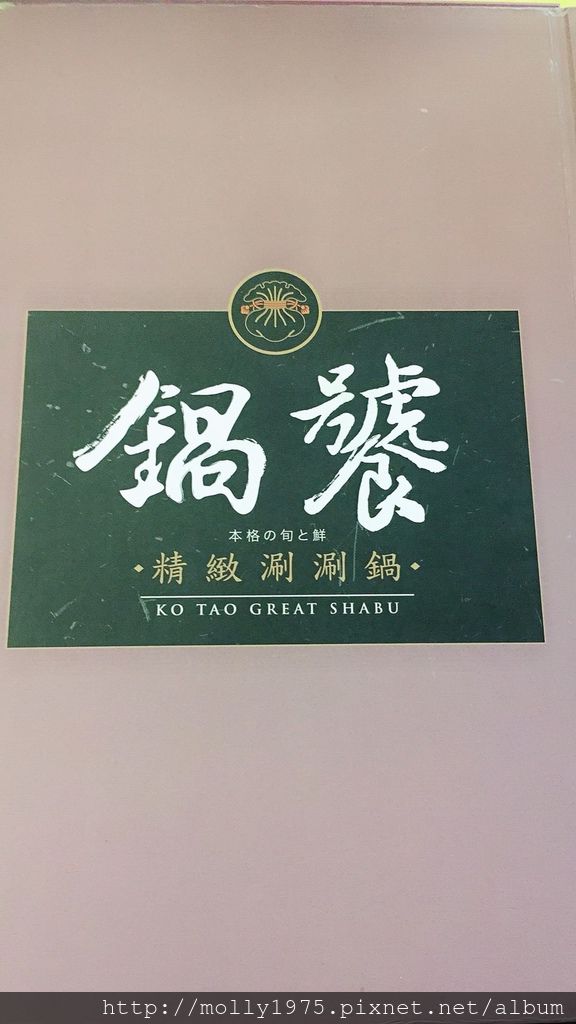 鍋饕
本格の旬と鮮
精緻涮涮鍋
KO TAO GREAT SHABU
http://molly1975.pixnet.net/album